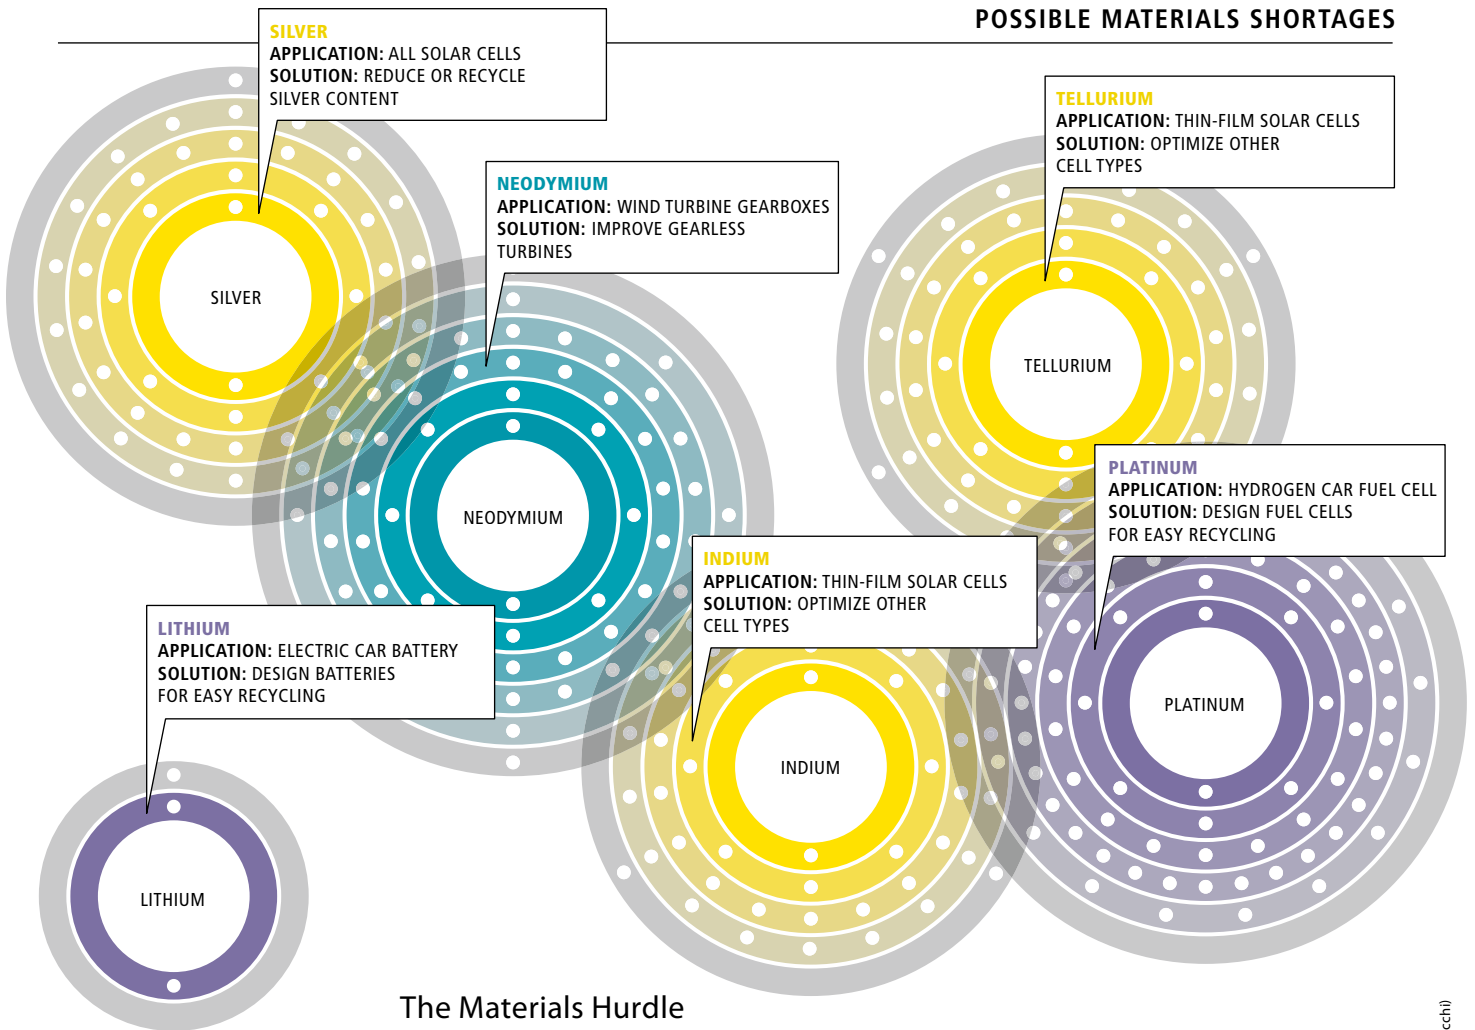 POSSIBLE MATERIALS SHORTAGES
SILVER
APPLICATION: ALL SOLAR CELLS
SOLUTION: REDUCE OR RECYCLE
SILVER CONTENT
TELLURIUM
APPLICATION: THIN-FILM SOLAR CELLS
SOLUTION: OPTIMIZE OTHER
CELL TYPES
NEODYMIUM
APPLICATION: WIND TURBINE GEARBOXES
SOLUTION: IMPROVE GEARLESS
TURBINES
SILVER
TELLURIUM
PLATINUM
APPLICATION: HYDROGEN CAR FUEL CELL
SOLUTION: DESIGN FUEL CELLS
FOR EASY RECYCLING
NEODYMIUM
INDIUM
APPLICATION: THIN-FILM SOLAR CELLS
SOLUTION: OPTIMIZE OTHER
CELL TYPES
LITHIUM
APPLICATION: ELECTRIC CAR BATTERY
SOLUTION: DESIGN BATTERIES
FOR EASY RECYCLING
PLATINUM
INDIUM
LITHIUM
The Materials Hurdle
cchi)